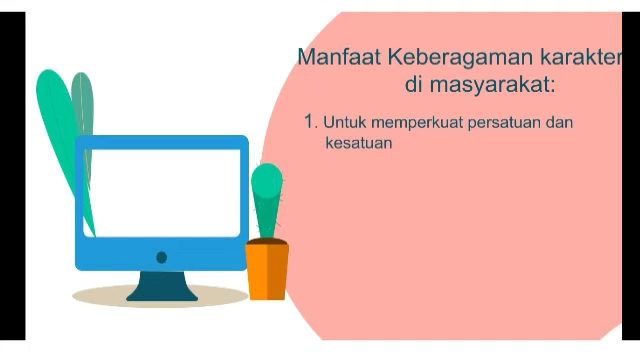 Manfaat Keberagaman karakter
di masyarakat:
1. Untuk memperkuat persatuan dan
kesatuan